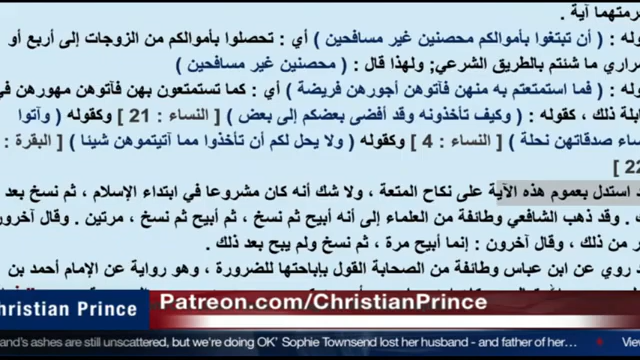 رمتهما آية .
وله : ( أن تبتغوا بأموالكم محصنين غير مسافحين ) أي : تحصلوا بأموالكم من الزوجات إلى أربع أو
مراري ما شئتم بالطريق الشرعي; ولهذا قال : ( محصنين غير مسافحين )
وله : ( فما استمتعتم به منهن فآتوهن أجورهن فريضة ) أي : كما تستمتعون بهن فآتوهن مهورهن في
ابلة ذلك ، كقوله : ( وكيف تأخذونه وقد أفضى بعضكم إلى بعض ) [ النساء : 21 ] وكقوله ( وآتوا
ساء صدقاتهن نحلة ) [ النساء : 4 ] وكقوله ( ولا يحل لكم أن تأخذوا مما آتيتموهن شيئا ) [ البقرة :
22 ]
د استدل بعموم هذه الآية على نكاح المتعة ، ولا شك أنه كان مشروعا في ابتداء الإسلام ، ثم نسخ بعد
ك . وقد ذهب الشافعي وطائفة من العلماء إلى أنه أبيح ثم نسخ ، ثم أبيح ثم نسخ ، مرتين . وقال آخرون
ر من ذلك ، وقال آخرون : إنما أبيح مرة ، ثم نسخ ولم يبح بعد ذلك .
د روي عن ابن عباس وطائفة من الصحابة القول بإباحتها للضرورة ، وهو رواية عن الإمام أحمد بن
Christian Prince
Patreon.com/ChristianPrince
and's ashes are still unscattered, but we're doing OK' Sophie Townsend lost her husband - and father of her… • Vie